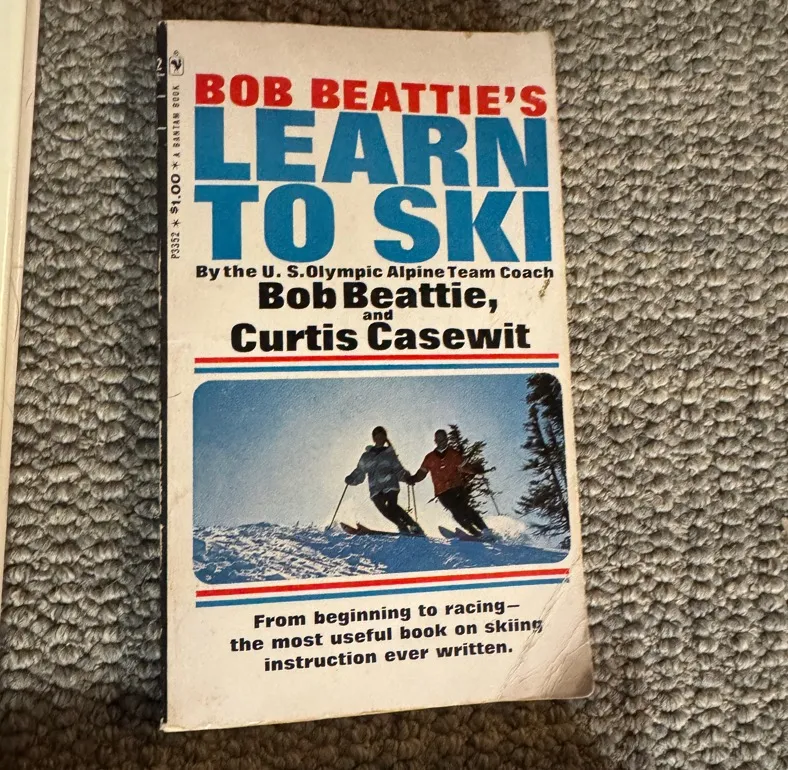 BOB BEATTIE'S
LEARN
TO SKI
By the U. S. Olympic Alpine Team Coach
Bob Beattie,
and
Curtis Casewit
From beginning to racing—
the most useful book on skiing
instruction ever written.
P3352 * $1.00 * A BANTAM BOOK
2